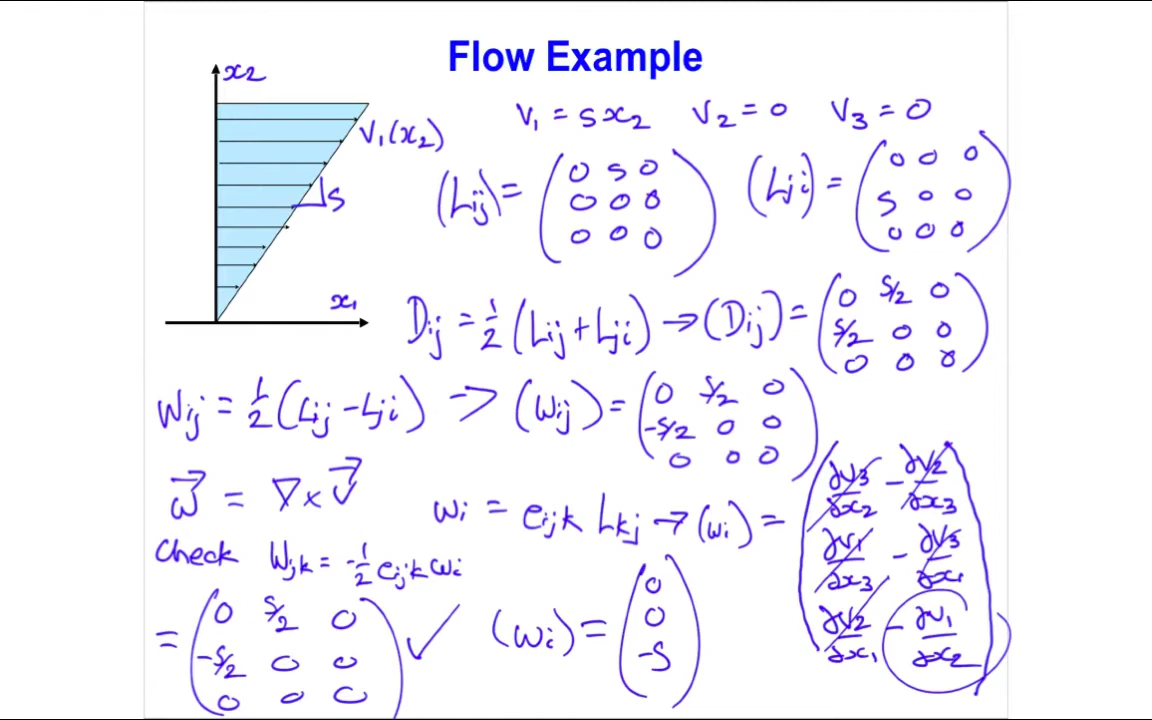 Flow Example
x₂
V₁ = s x₂ V₂ = 0 V₃ = 0
V₁(x₂)
s
(Lij) = (0 s 0
0 0 0
0 0 0)
(Lji) = (0 0 0
s 0 0
0 0 0)
x₁
Dij = 1/2 (Lij + Lji) → (Dij) = (0 s/2 0
s/2 0 0
0 0 0)
Wij = 1/2 (Lij - Lji) → (Wij) = (0 s/2 0
-s/2 0 0
0 0 0)
ω⃗ = ∇ × V⃗
ωi = eijk Lkj → (ωi) = (∂V₃/∂x₂ - ∂V₂/∂x₃
∂V₁/∂x₃ - ∂V₃/∂x₁
∂V₂/∂x₁ - ∂V₁/∂x₂)
Check Wjk = -1/2 eijk ωi
= (0 s/2 0
-s/2 0 0
0 0 0) ✓
(ωi) = (0
0
-s)